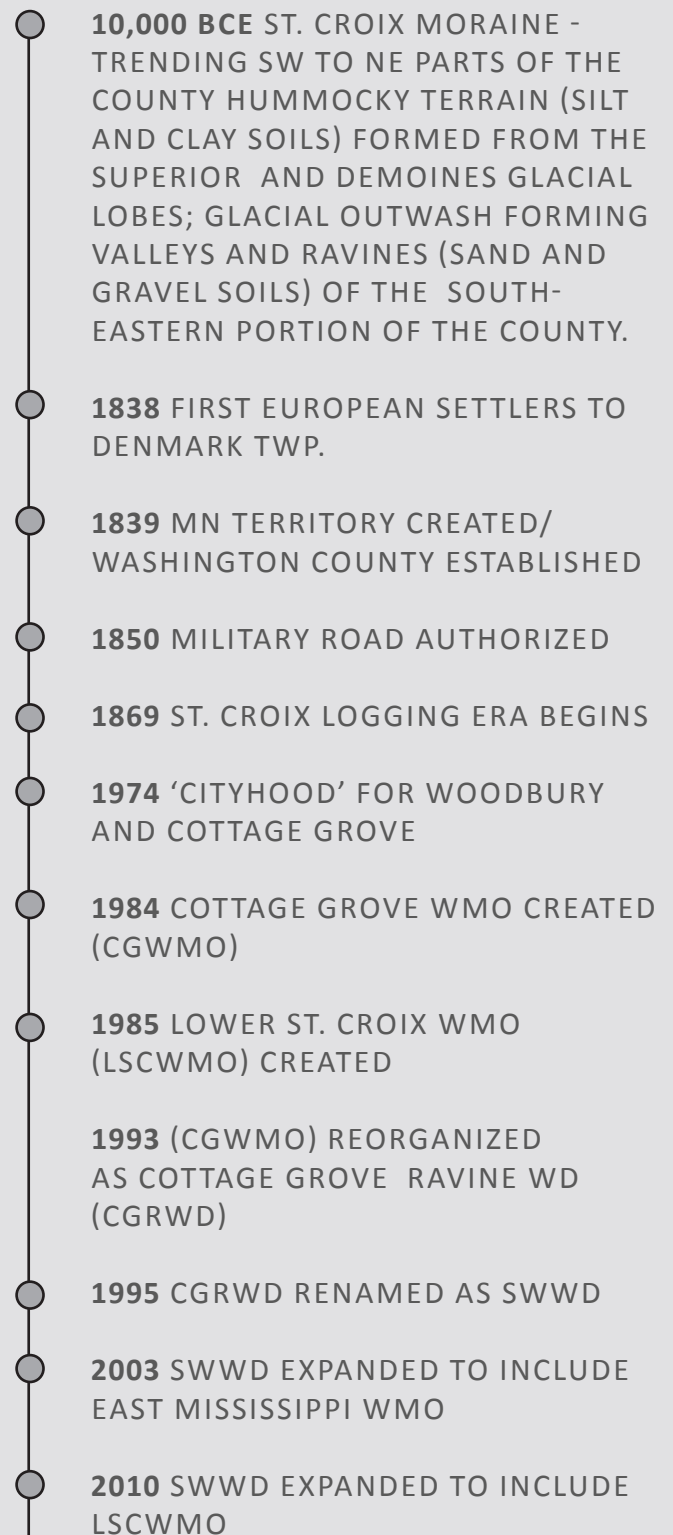 10,000 BCE ST. CROIX MORAINE -
TRENDING SW TO NE PARTS OF THE
COUNTY HUMMOCKY TERRAIN (SILT
AND CLAY SOILS) FORMED FROM THE
SUPERIOR AND DEMOINES GLACIAL
LOBES; GLACIAL OUTWASH FORMING
VALLEYS AND RAVINES (SAND AND
GRAVEL SOILS) OF THE SOUTH-
EASTERN PORTION OF THE COUNTY.
1838 FIRST EUROPEAN SETTLERS TO
DENMARK TWP.
1839 MN TERRITORY CREATED/
WASHINGTON COUNTY ESTABLISHED
1850 MILITARY ROAD AUTHORIZED
1869 ST. CROIX LOGGING ERA BEGINS
1974 ‘CITYHOOD’ FOR WOODBURY
AND COTTAGE GROVE
1984 COTTAGE GROVE WMO CREATED
(CGWMO)
1985 LOWER ST. CROIX WMO
(LSCWMO) CREATED
1993 (CGWMO) REORGANIZED
AS COTTAGE GROVE RAVINE WD
(CGRWD)
1995 CGRWD RENAMED AS SWWD
2003 SWWD EXPANDED TO INCLUDE
EAST MISSISSIPPI WMO
2010 SWWD EXPANDED TO INCLUDE
LSCWMO